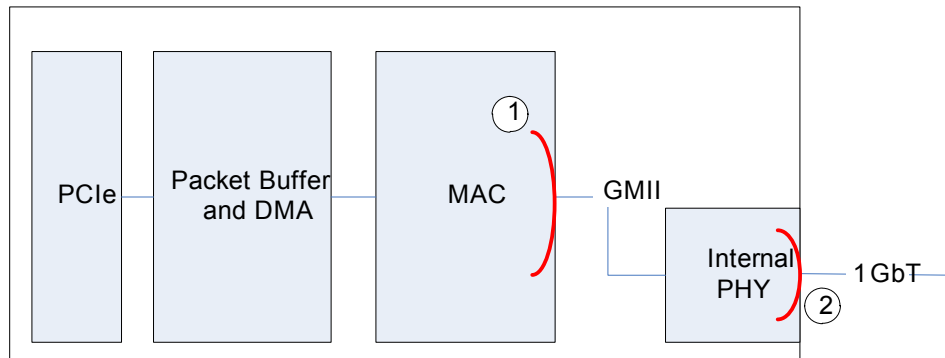 1
PCIe
Packet Buffer
and DMA
MAC
GMII
Internal
PHY
1GbT
2